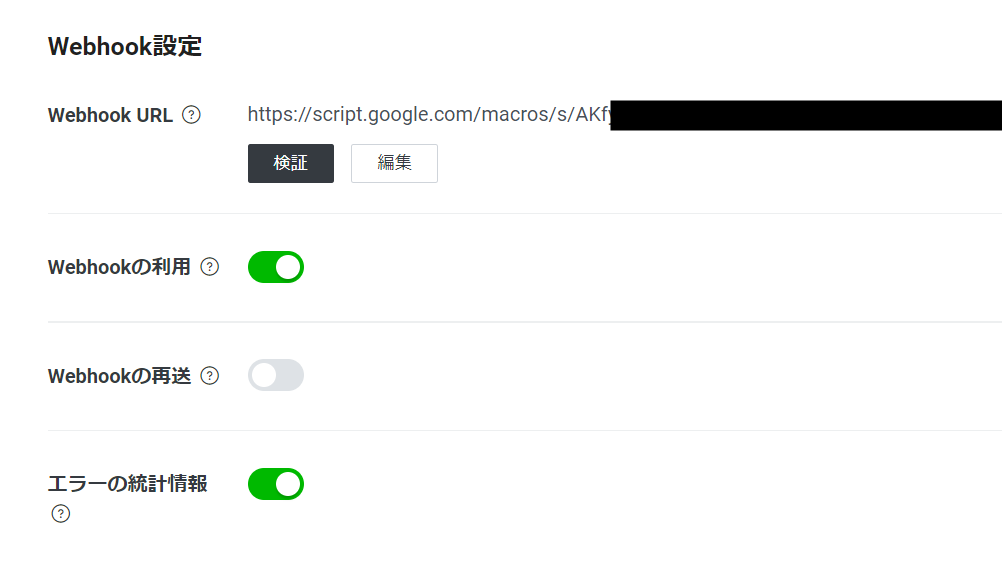 Webhook設定
Webhook URL ?
https://script.google.com/macros/s/AKf
検証
編集
Webhookの利用 ?
Webhookの再送 ?
エラーの統計情報
?